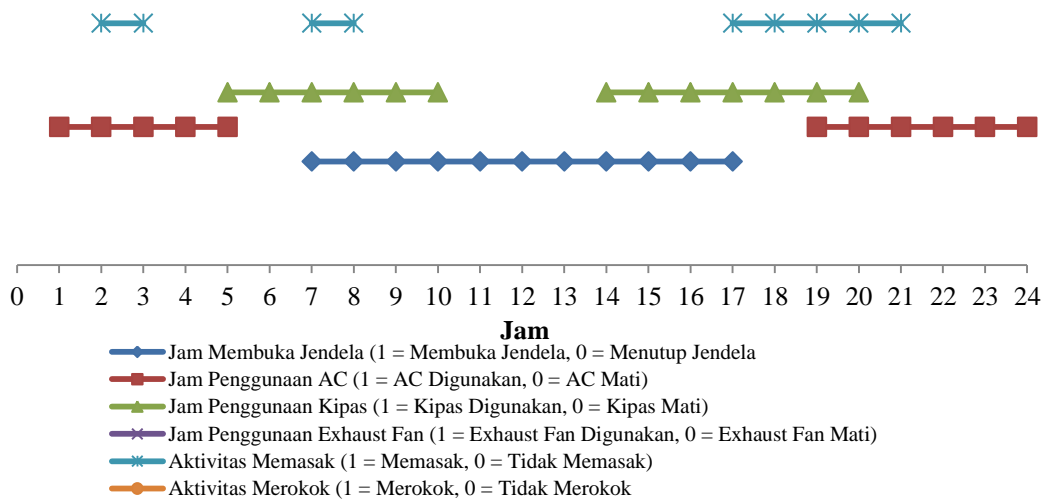 0 1 2 3 4 5 6 7 8 9 10 11 12 13 14 15 16 17 18 19 20 21 22 23 24
Jam
Jam Membuka Jendela (1 = Membuka Jendela, 0 = Menutup Jendela
Jam Penggunaan AC (1 = AC Digunakan, 0 = AC Mati)
Jam Penggunaan Kipas (1 = Kipas Digunakan, 0 = Kipas Mati)
Jam Penggunaan Exhaust Fan (1 = Exhaust Fan Digunakan, 0 = Exhaust Fan Mati)
Aktivitas Memasak (1 = Memasak, 0 = Tidak Memasak)
Aktivitas Merokok (1 = Merokok, 0 = Tidak Merokok